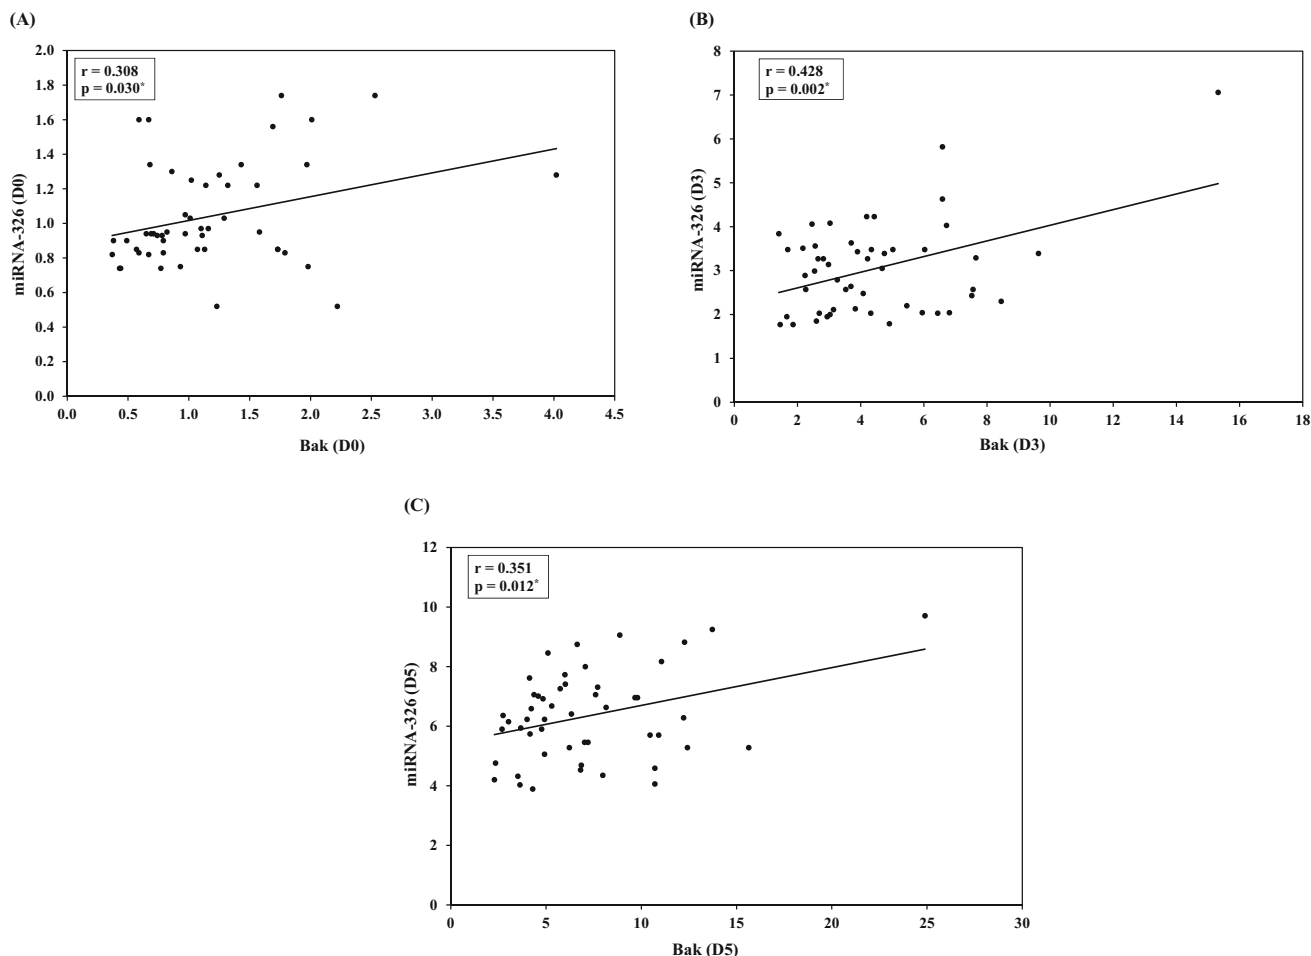 (A)
r = 0.308
p = 0.030*
miRNA-326 (D0)
2.0
1.8
1.6
1.4
1.2
1.0
0.8
0.6
0.4
0.2
0.0
0.0 0.5 1.0 1.5 2.0 2.5 3.0 3.5 4.0 4.5
Bak (D0)
(B)
r = 0.428
p = 0.002*
miRNA-326 (D3)
8
7
6
5
4
3
2
1
0
0 2 4 6 8 10 12 14 16 18
Bak (D3)
(C)
r = 0.351
p = 0.012*
miRNA-326 (D5)
12
10
8
6
4
2
0
0 5 10 15 20 25 30
Bak (D5)